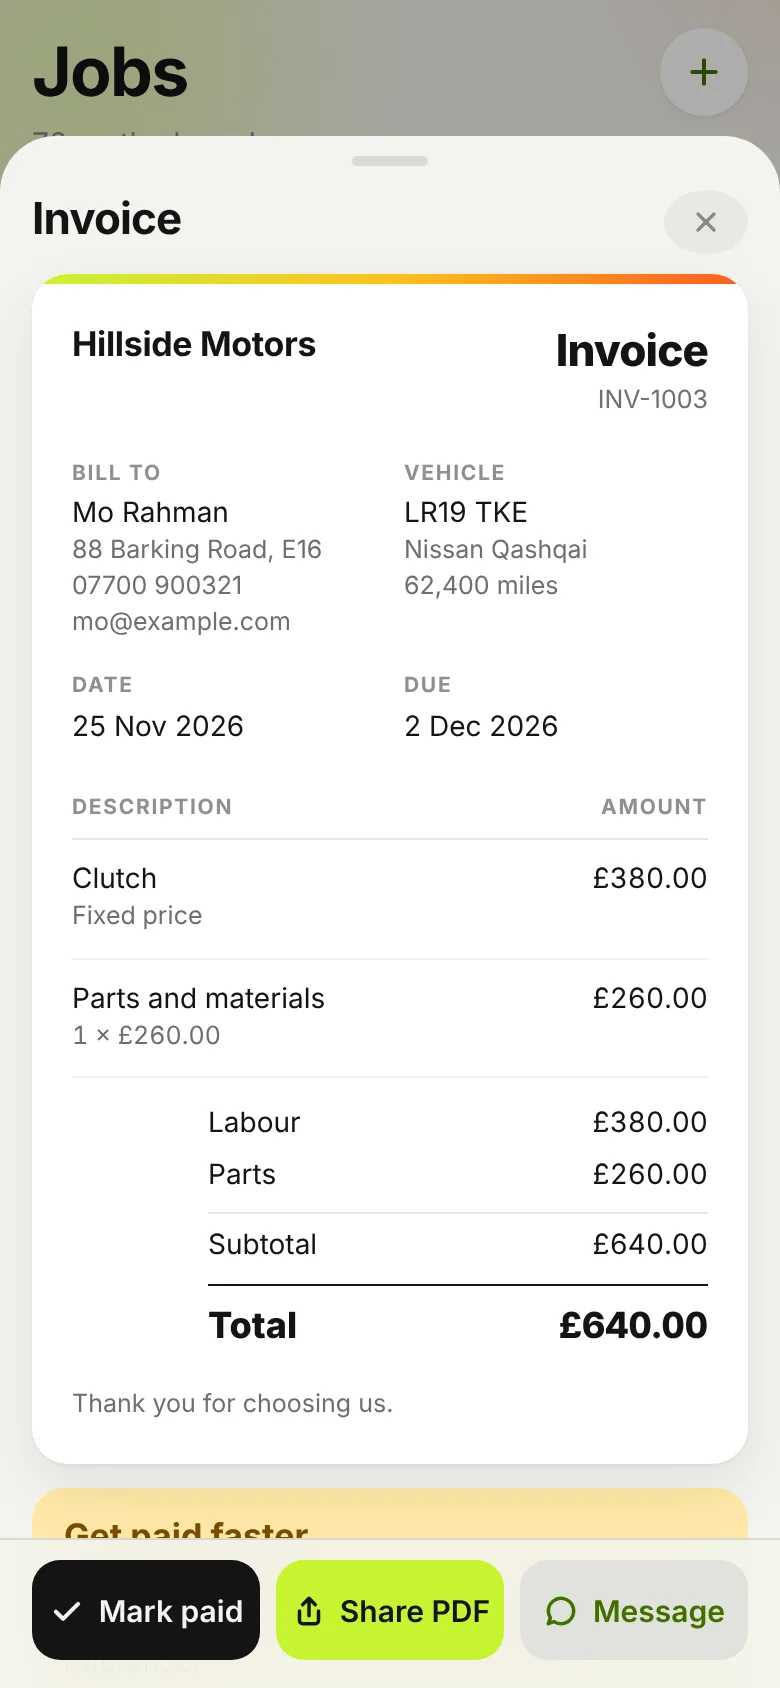 Jobs
Invoice
Hillside Motors
Invoice
INV-1003
BILL TO
Mo Rahman
88 Barking Road, E16
07700 900321
mo@example.com
VEHICLE
LR19 TKE
Nissan Qashqai
62,400 miles
DATE
25 Nov 2026
DUE
2 Dec 2026
DESCRIPTION AMOUNT
Clutch £380.00
Fixed price
Parts and materials £260.00
1 × £260.00
Labour £380.00
Parts £260.00
Subtotal £640.00
Total £640.00
Thank you for choosing us.
Get paid faster
Mark paid
Share PDF
Message